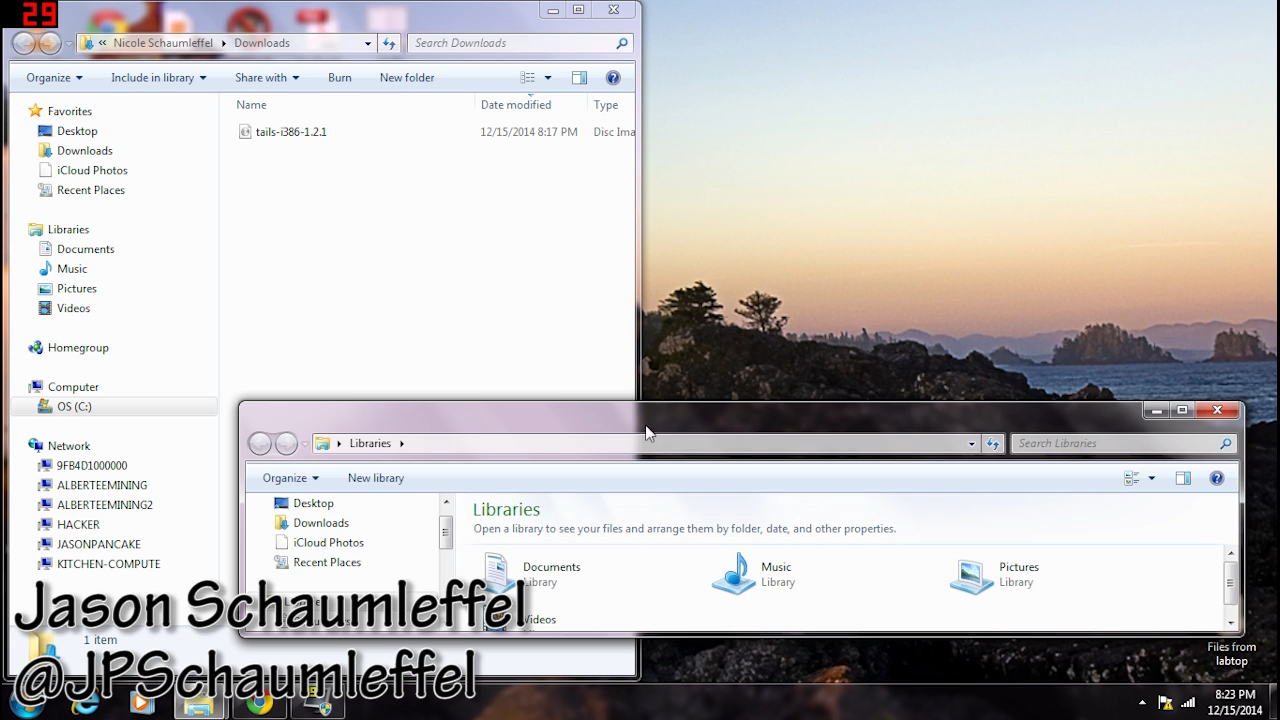 29
Nicole Schaumleffel
Downloads
Search Downloads
Organize
Include in library
Share with
Burn
New folder
Favorites
Desktop
Downloads
iCloud Photos
Recent Places
Libraries
Documents
Music
Pictures
Videos
Homegroup
Computer
OS (C:)
Network
9FB4D1000000
ALBERTEEMINING
ALBERTEEMINING2
HACKER
JASONPANCAKE
KITCHEN-COMPUTE
1 item
Name
Date modified
Type
tails-i386-1.2.1
12/15/2014 8:17 PM
Disc Ima
Libraries
Search Libraries
Organize
New library
Desktop
Downloads
iCloud Photos
Recent Places
Libraries
Open a library to see your files and arrange them by folder, date, and other properties.
Documents
Library
Music
Library
Pictures
Library
Videos
Jason Schaumleffel
@JPSchaumleffel
Files from
labtop
8:23 PM
12/15/2014